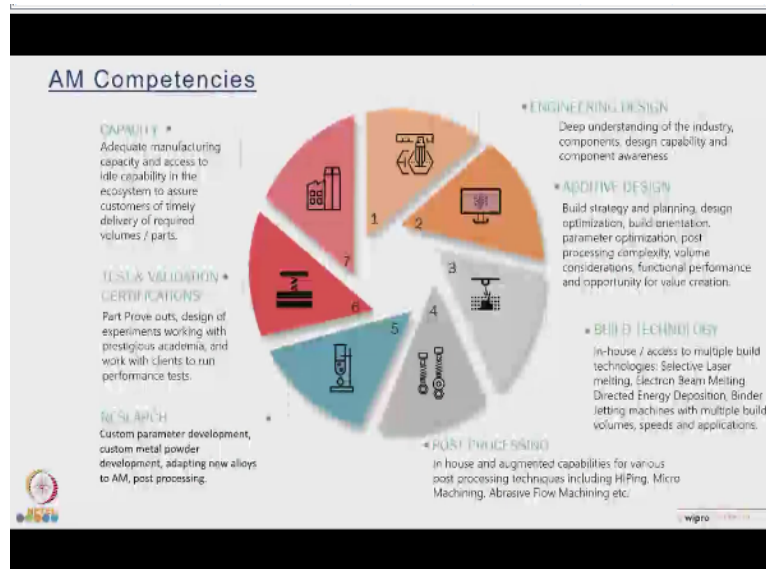 AM Competencies
CAPACITY
Adequate manufacturing
capacity and access to
idle capability in the
ecosystem to assure
customers of timely
delivery of required
volumes / parts.
TEST & VALIDATION
CERTIFICATIONS
Part Prove outs, design of
experiments working with
prestigious academia, and
work with clients to run
performance tests.
RESEARCH
Custom parameter development,
custom metal powder
development, adapting new alloys
to AM, post processing.
1
2
3
4
5
6
7
ENGINEERING DESIGN
Deep understanding of the industry,
components, design capability and
component awareness
ADDITIVE DESIGN
Build strategy and planning, design
optimization, build orientation,
parameter optimization, post
processing complexity, volume
considerations, functional performance
and opportunity for value creation.
BUILD TECHNOLOGY
In-house / access to multiple build
technologies: Selective Laser
melting, Electron Beam Melting
Directed Energy Deposition, Binder
Jetting machines with multiple build
volumes, speeds and applications.
POST PROCESSING
In house and augmented capabilities for various
post processing techniques including HIPing, Micro
Machining, Abrasive Flow Machining etc.
NPTEL
wipro